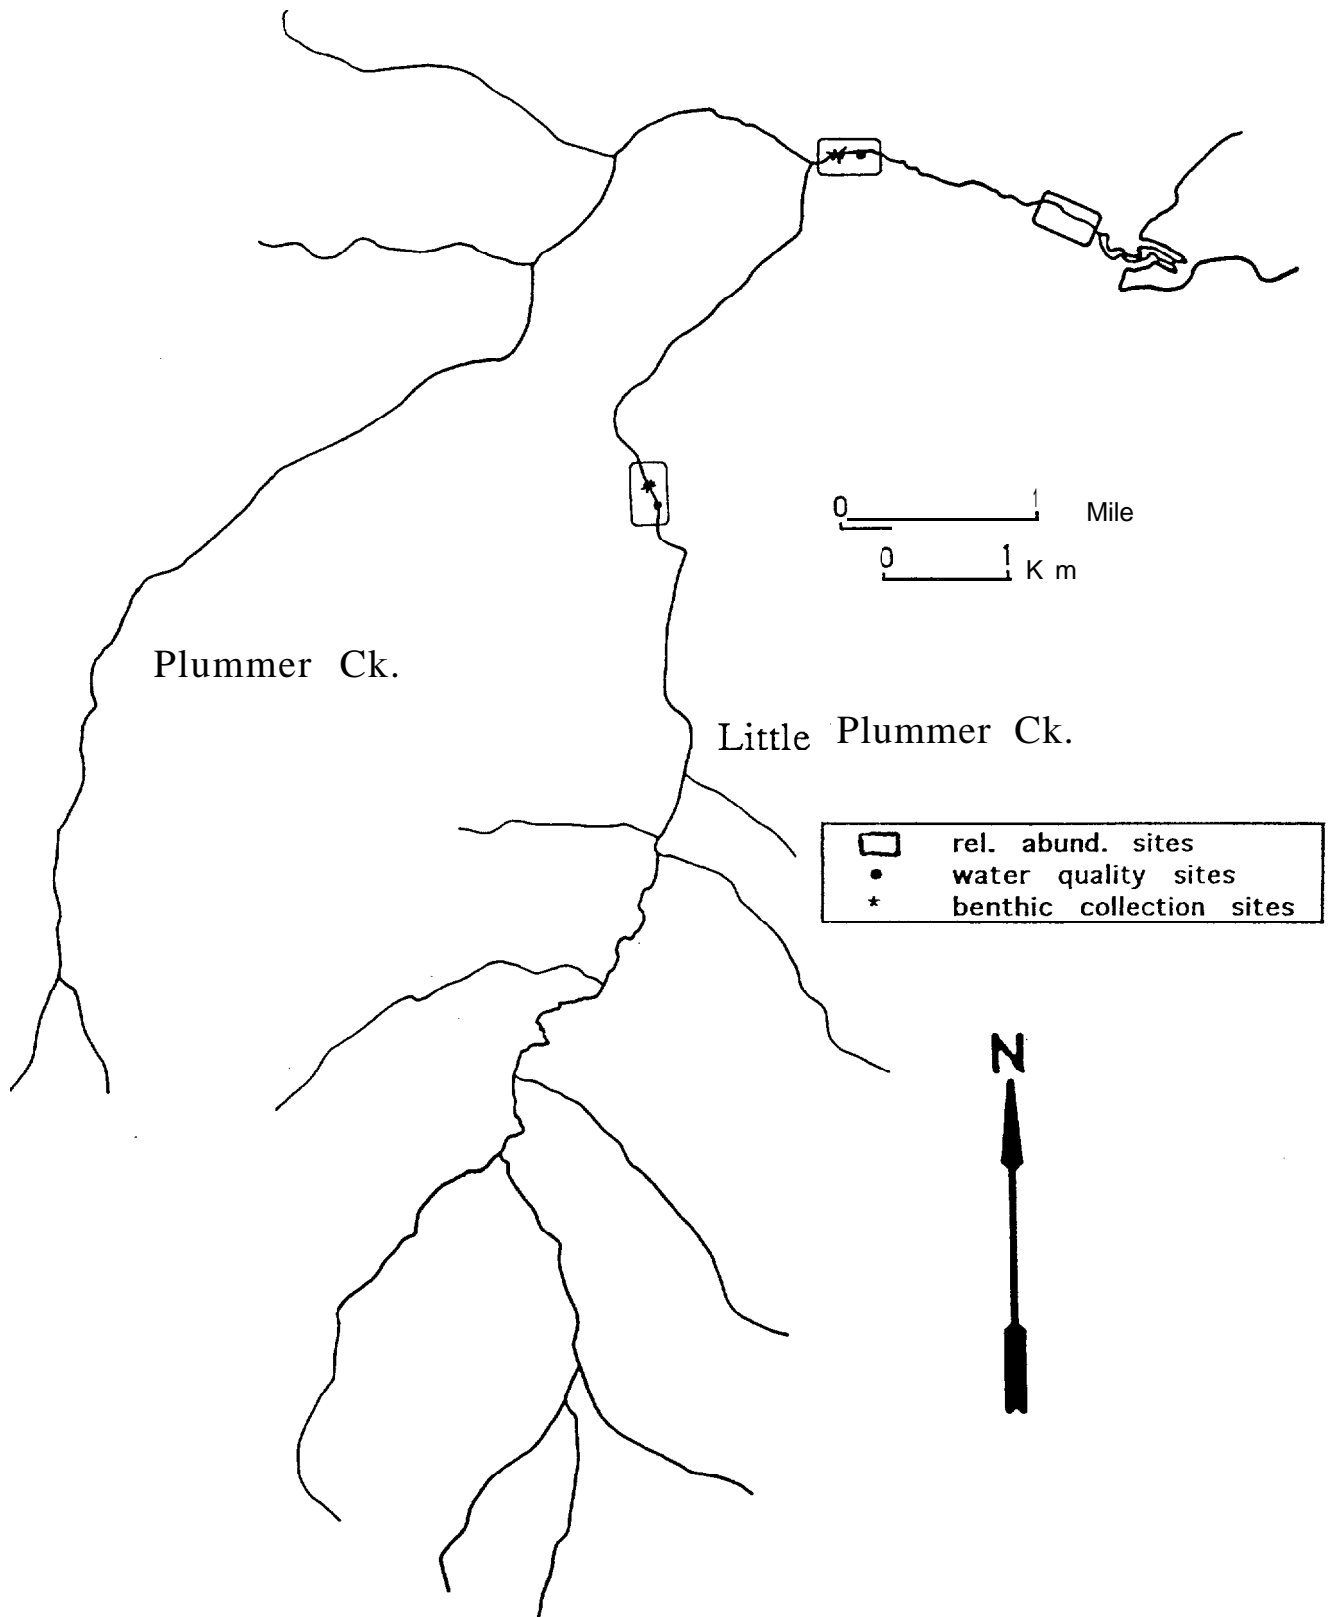 0 1 Mile
0 1 K m
Plummer Ck.
Little Plummer Ck.
rel. abund. sites
water quality sites
* benthic collection sites
N